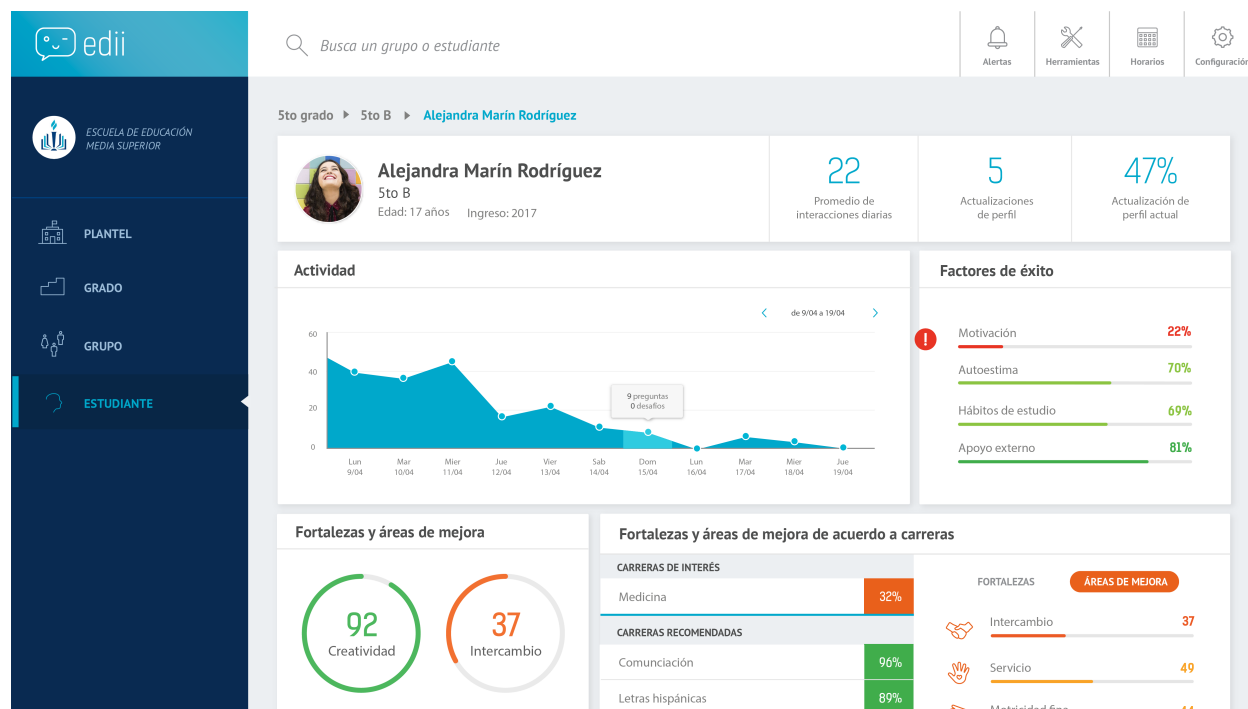 edii
Busca un grupo o estudiante
Alertas
Herramientas
Horarios
Configuración
ESCUELA DE EDUCACIÓN
MEDIA SUPERIOR
PLANTEL
GRADO
GRUPO
ESTUDIANTE
5to grado 5to B Alejandra Marín Rodríguez
Alejandra Marín Rodríguez
5to B
Edad: 17 años Ingreso: 2017
22
Promedio de
interacciones diarias
5
Actualizaciones
de perfil
47%
Actualización de
perfil actual
Actividad
de 9/04 a 19/04
60
40
20
0
9 preguntas
0 desafíos
Lun
9/04
Mar
10/04
Mier
11/04
Jue
12/04
Vier
13/04
Sab
14/04
Dom
15/04
Lun
16/04
Mar
17/04
Mier
18/04
Jue
19/04
Factores de éxito
!
Motivación 22%
Autoestima 70%
Hábitos de estudio 69%
Apoyo externo 81%
Fortalezas y áreas de mejora
92
Creatividad
37
Intercambio
Fortalezas y áreas de mejora de acuerdo a carreras
CARRERAS DE INTERÉS
Medicina 32%
CARRERAS RECOMENDADAS
Comunciación 96%
Letras hispánicas 89%
FORTALEZAS
ÁREAS DE MEJORA
Intercambio 37
Servicio 49